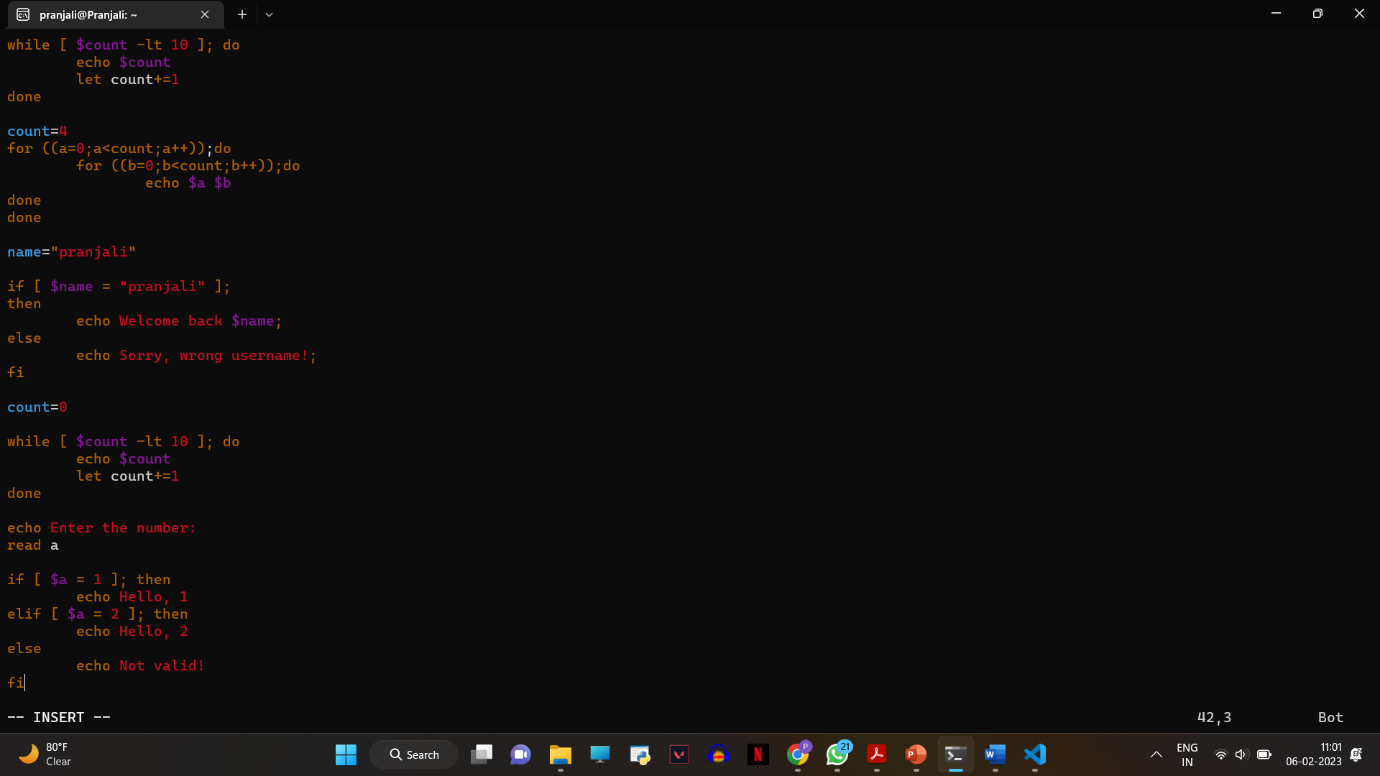 pranjali@Pranjali: ~
while [ $count -lt 10 ]; do
echo $count
let count+=1
done
count=4
for ((a=0;a<count;a++));do
for ((b=0;b<count;b++));do
echo $a $b
done
done
name="pranjali"
if [ $name = "pranjali" ];
then
echo Welcome back $name;
else
echo Sorry, wrong username!;
fi
count=0
while [ $count -lt 10 ]; do
echo $count
let count+=1
done
echo Enter the number:
read a
if [ $a = 1 ]; then
echo Hello, 1
elif [ $a = 2 ]; then
echo Hello, 2
else
echo Not valid!
fi
-- INSERT -- 42,3 Bot
80°F
Clear
Search
P
21
ENG
IN
11:01
06-02-2023